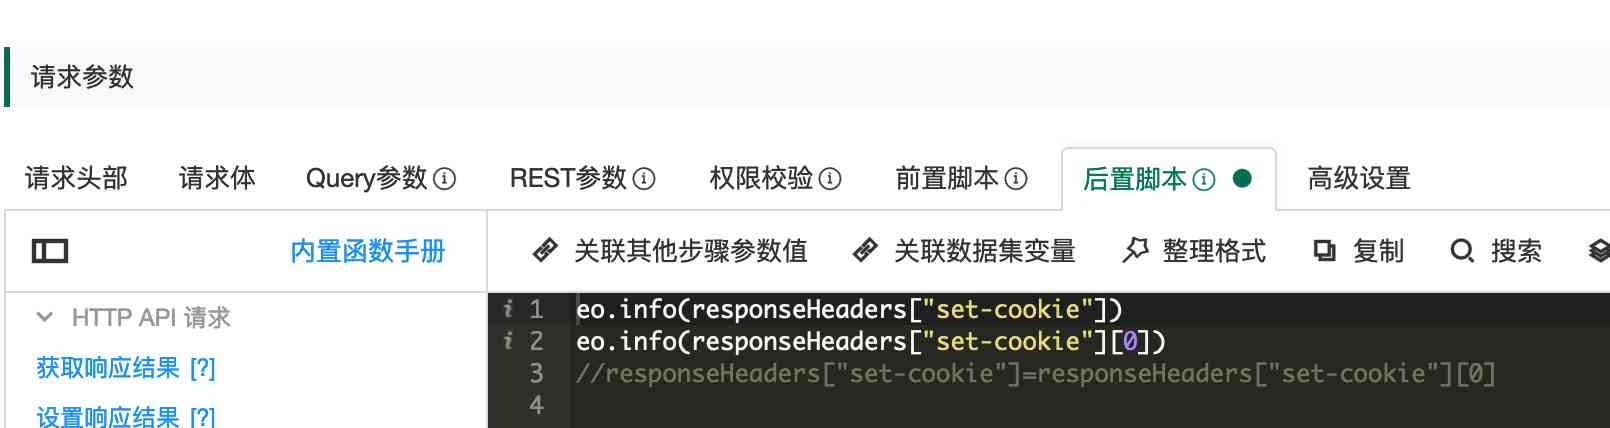 请求参数
请求头部 请求体 Query参数 REST参数 权限校验 前置脚本 后置脚本 高级设置
内置函数手册 关联其他步骤参数值 关联数据集变量 整理格式 复制 搜索
HTTP API 请求
获取响应结果 [?]
设置响应结果 [?]
1 eo.info(responseHeaders["set-cookie"])
2 eo.info(responseHeaders["set-cookie"][0])
3 //responseHeaders["set-cookie"]=responseHeaders["set-cookie"][0]
4